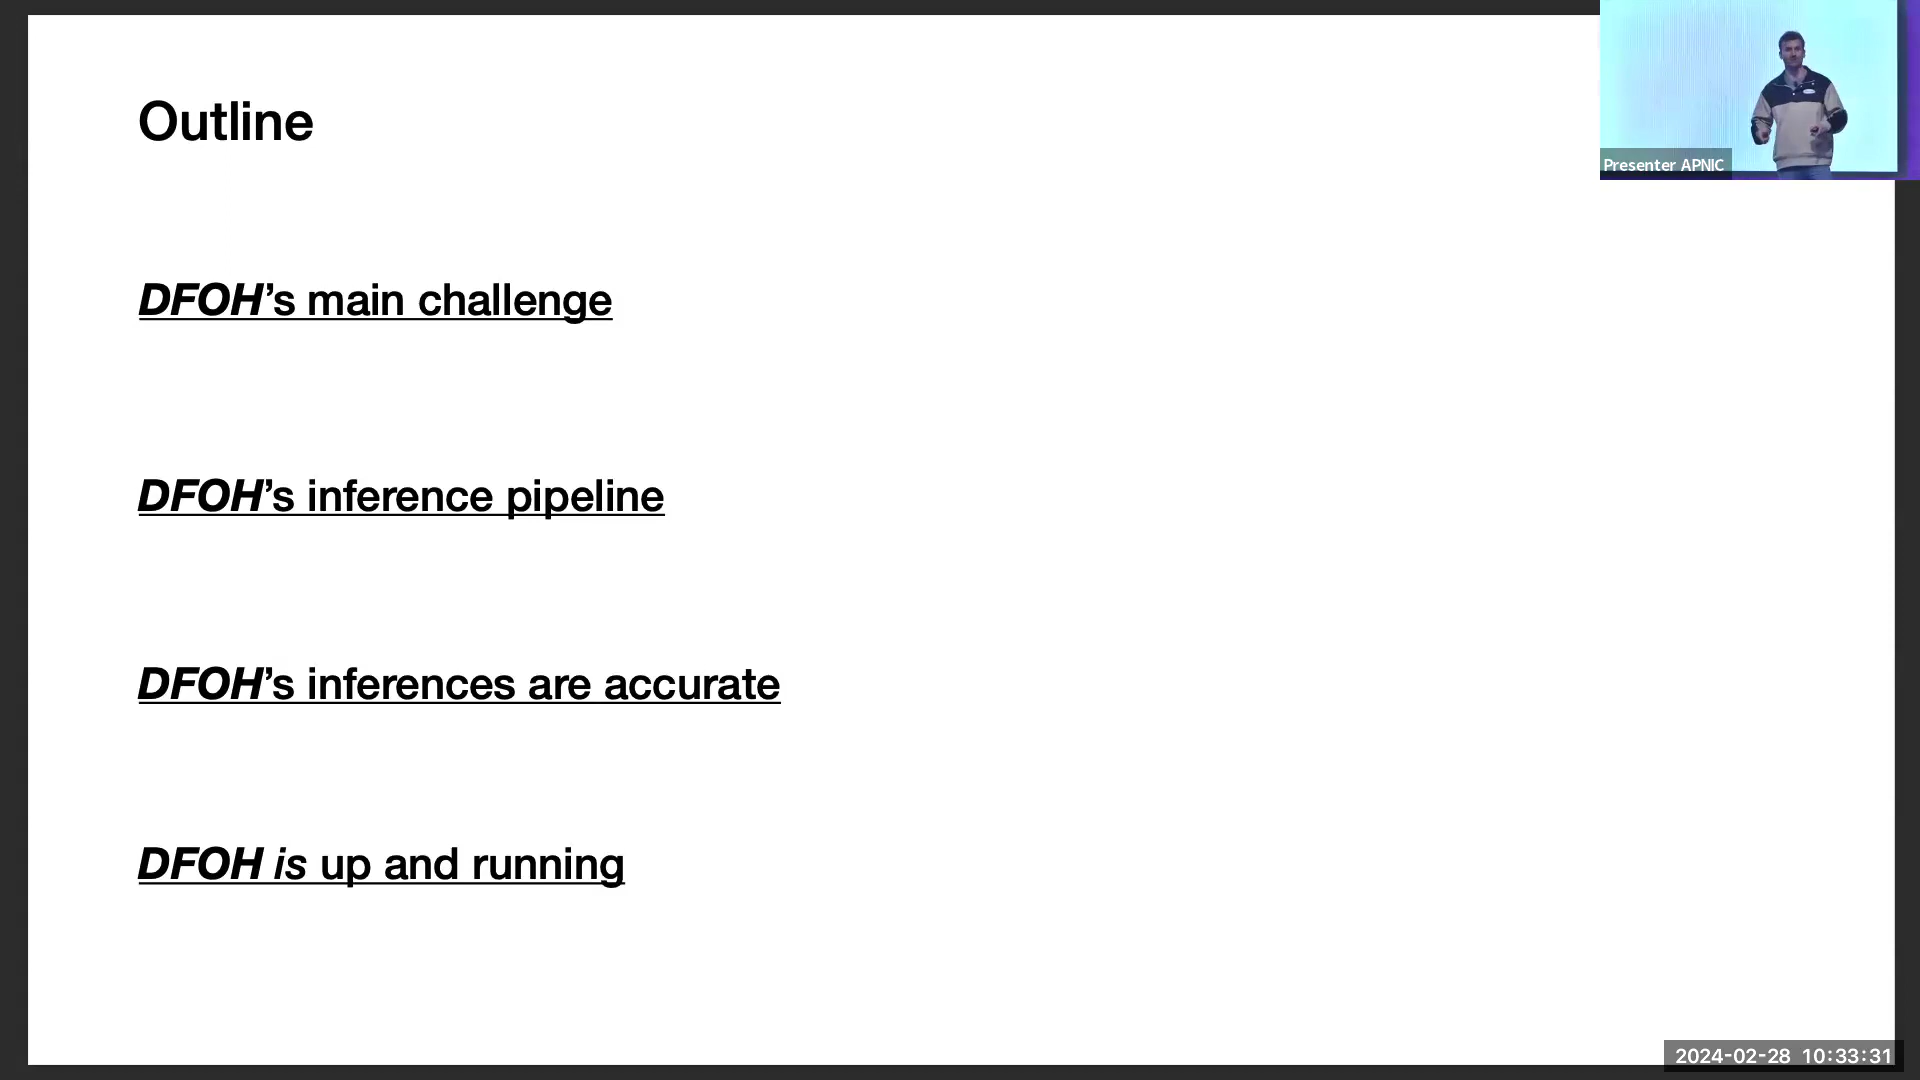 Outline
DFOH’s main challenge
DFOH’s inference pipeline
DFOH’s inferences are accurate
DFOH is up and running
Presenter APNIC
2024-02-28 10:33:31